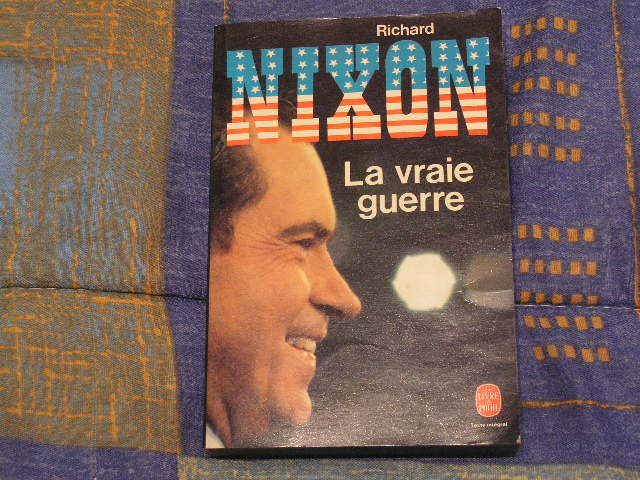 Richard
NIXON
La vraie
guerre
LE LIVRE
DE POCHE
Texte intégral